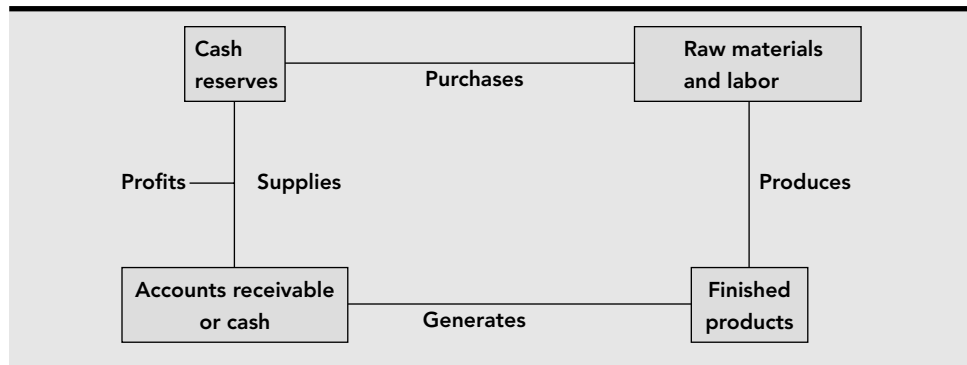 Cash
reserves
Purchases
Raw materials
and labor
Profits
Supplies
Produces
Accounts receivable
or cash
Generates
Finished
products